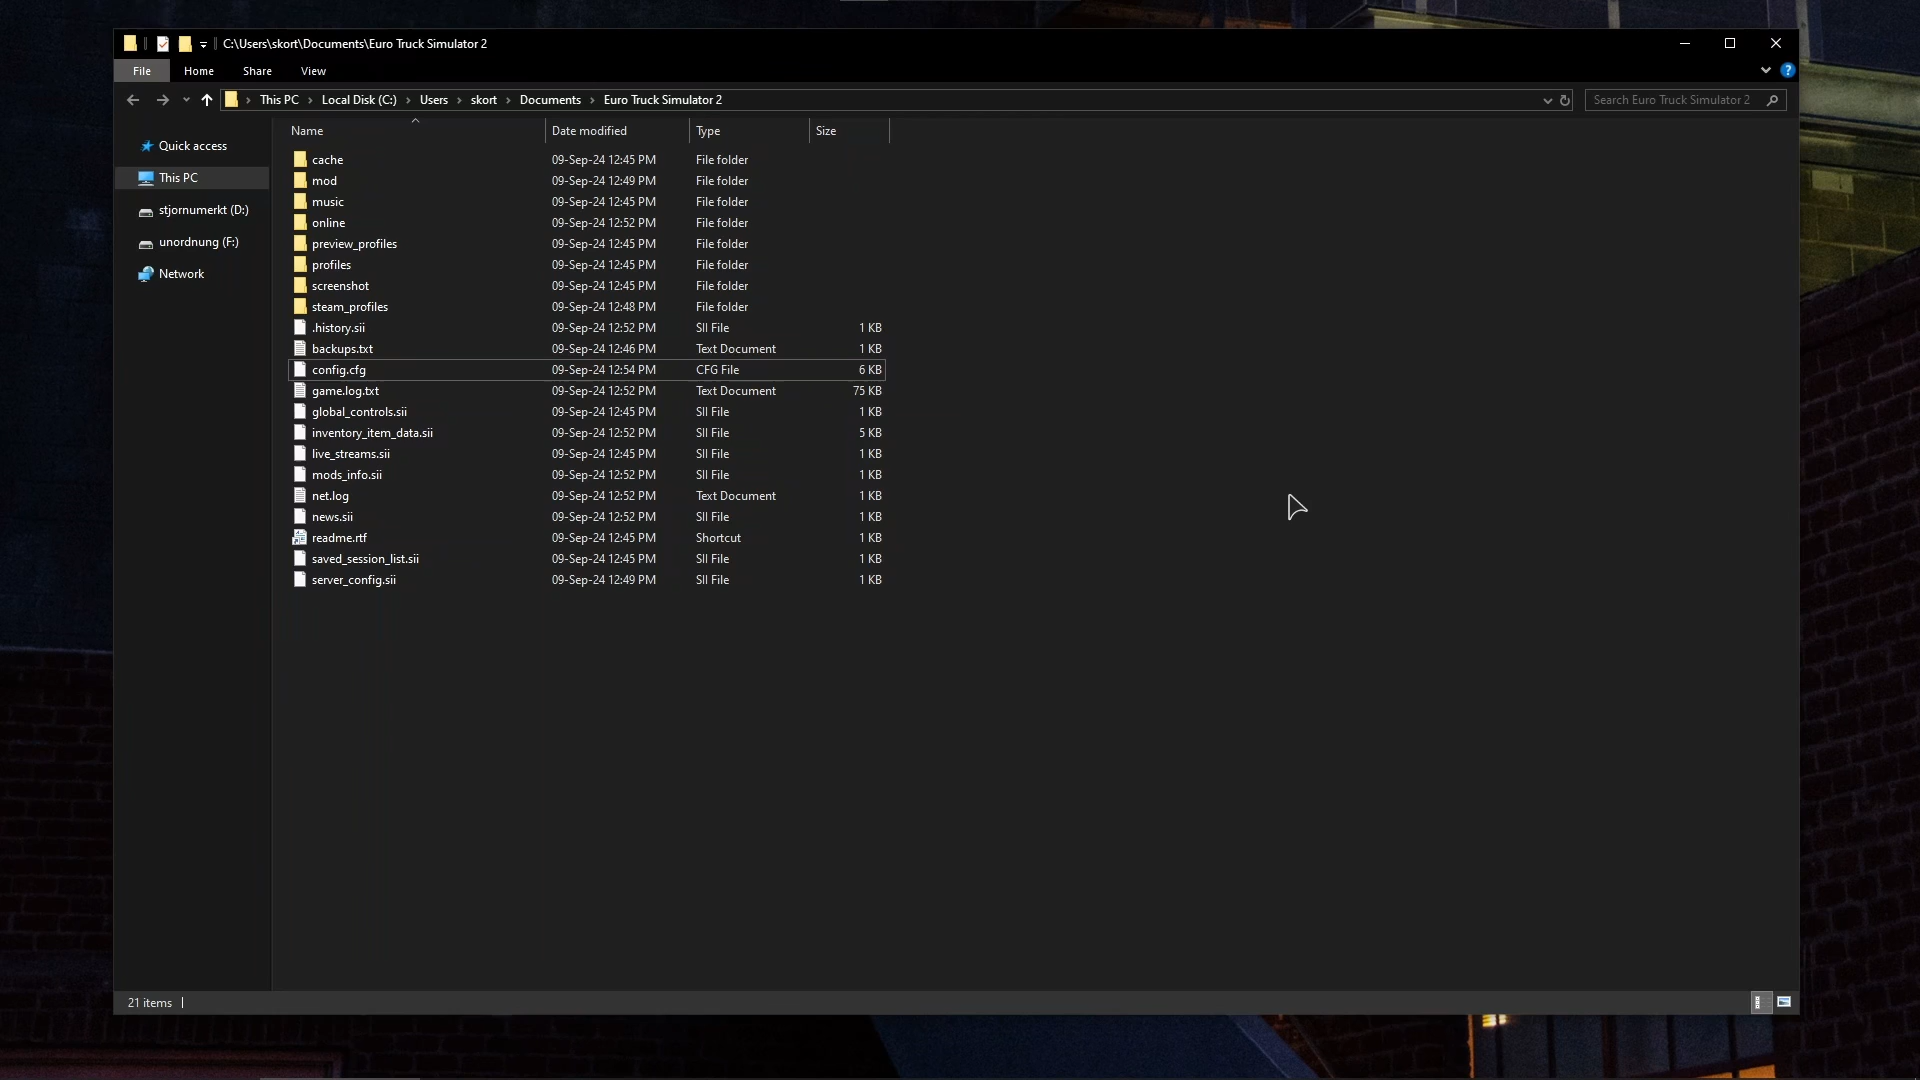 C:\Users\skort\Documents\Euro Truck Simulator 2
File Home Share View
This PC Local Disk (C:) Users skort Documents Euro Truck Simulator 2
Search Euro Truck Simulator 2
Quick access
This PC
stjornumerkt (D:)
unordnung (F:)
Network
Name Date modified Type Size
cache 09-Sep-24 12:45 PM File folder
mod 09-Sep-24 12:49 PM File folder
music 09-Sep-24 12:45 PM File folder
online 09-Sep-24 12:52 PM File folder
preview_profiles 09-Sep-24 12:45 PM File folder
profiles 09-Sep-24 12:45 PM File folder
screenshot 09-Sep-24 12:45 PM File folder
steam_profiles 09-Sep-24 12:48 PM File folder
.history.sii 09-Sep-24 12:52 PM SII File 1 KB
backups.txt 09-Sep-24 12:46 PM Text Document 1 KB
config.cfg 09-Sep-24 12:54 PM CFG File 6 KB
game.log.txt 09-Sep-24 12:52 PM Text Document 75 KB
global_controls.sii 09-Sep-24 12:45 PM SII File 1 KB
inventory_item_data.sii 09-Sep-24 12:52 PM SII File 5 KB
live_streams.sii 09-Sep-24 12:45 PM SII File 1 KB
mods_info.sii 09-Sep-24 12:52 PM SII File 1 KB
net.log 09-Sep-24 12:52 PM Text Document 1 KB
news.sii 09-Sep-24 12:52 PM SII File 1 KB
readme.rtf 09-Sep-24 12:45 PM Shortcut 1 KB
saved_session_list.sii 09-Sep-24 12:45 PM SII File 1 KB
server_config.sii 09-Sep-24 12:49 PM SII File 1 KB
21 items